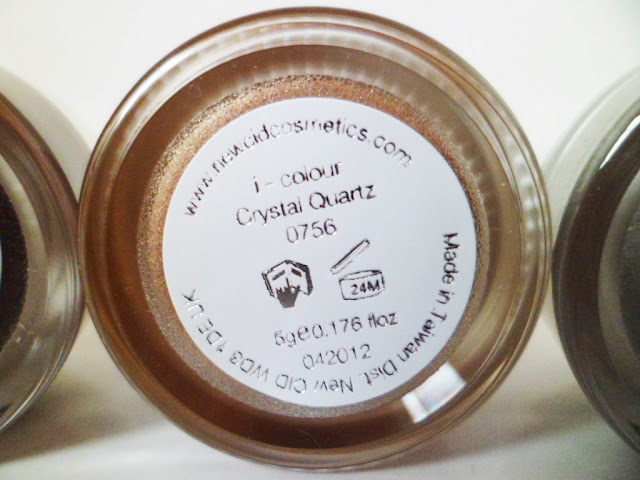 www.newcidcosmetics.com
i - colour
Crystal Quartz
0756
24M
5g e 0.176 floz
042012
Made in Taiwan Dist. New CID WD3 1DE UK